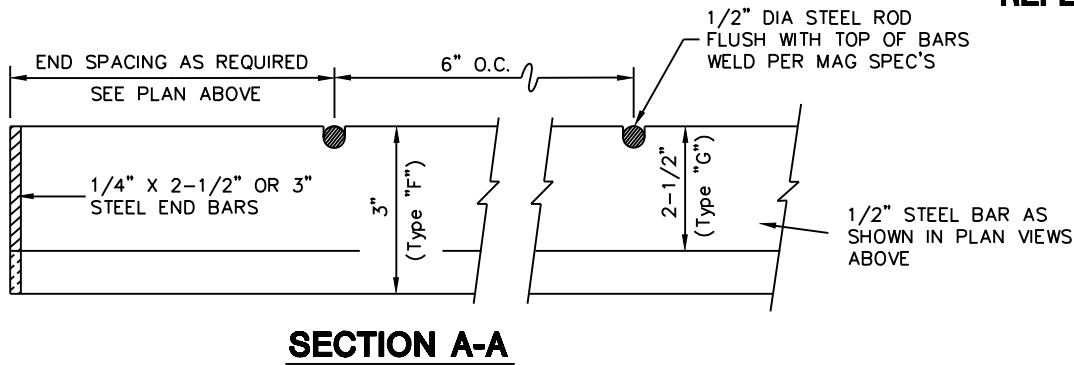 1/2" DIA STEEL ROD
FLUSH WITH TOP OF BARS
WELD PER MAG SPEC'S
END SPACING AS REQUIRED
SEE PLAN ABOVE
6" O.C.
1/4" X 2-1/2" OR 3"
STEEL END BARS
3"
(Type "F")
2-1/2"
(Type "G")
1/2" STEEL BAR AS
SHOWN IN PLAN VIEWS
ABOVE
SECTION A-A